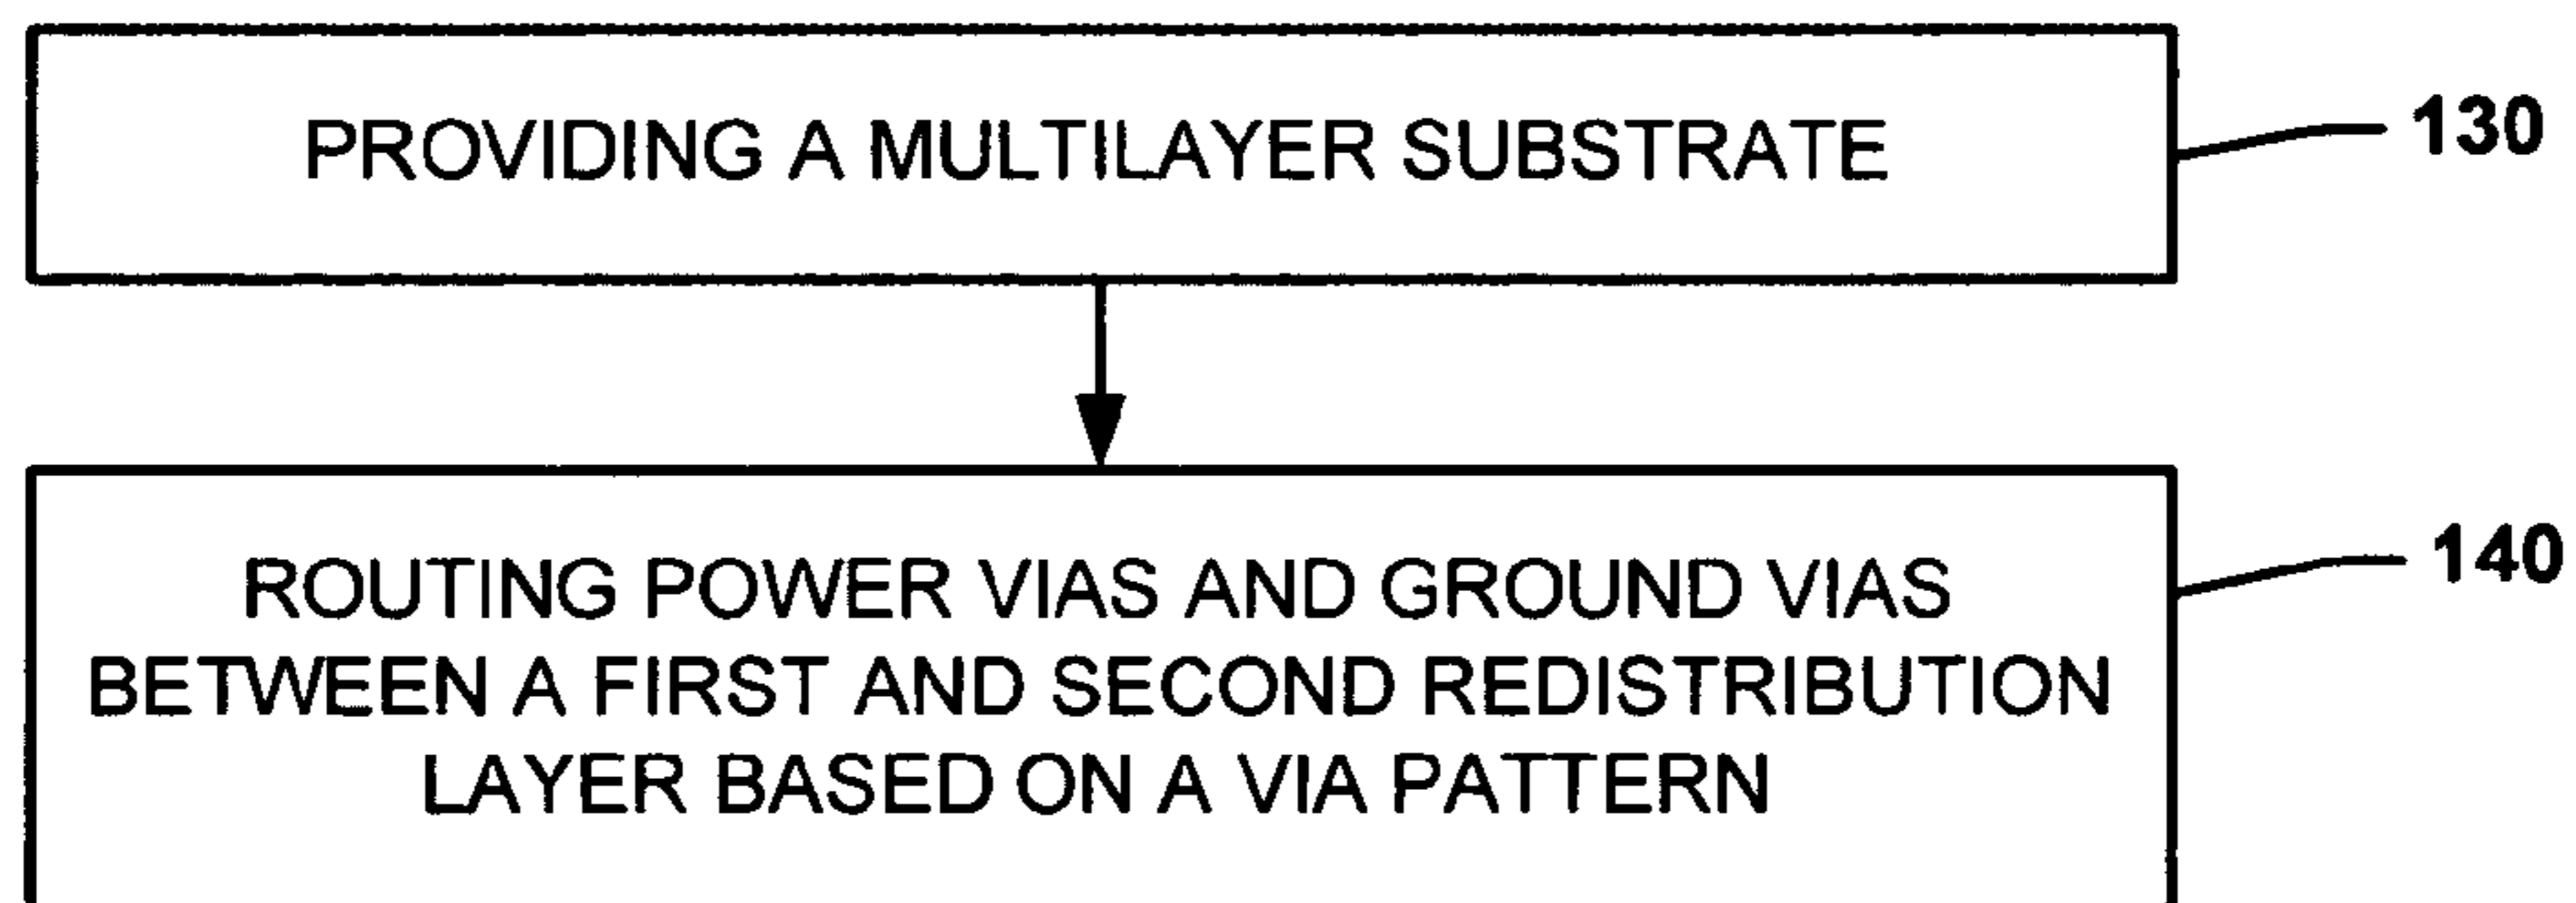 PROVIDING A MULTILAYER SUBSTRATE
130
ROUTING POWER VIAS AND GROUND VIAS
BETWEEN A FIRST AND SECOND REDISTRIBUTION
LAYER BASED ON A VIA PATTERN
140